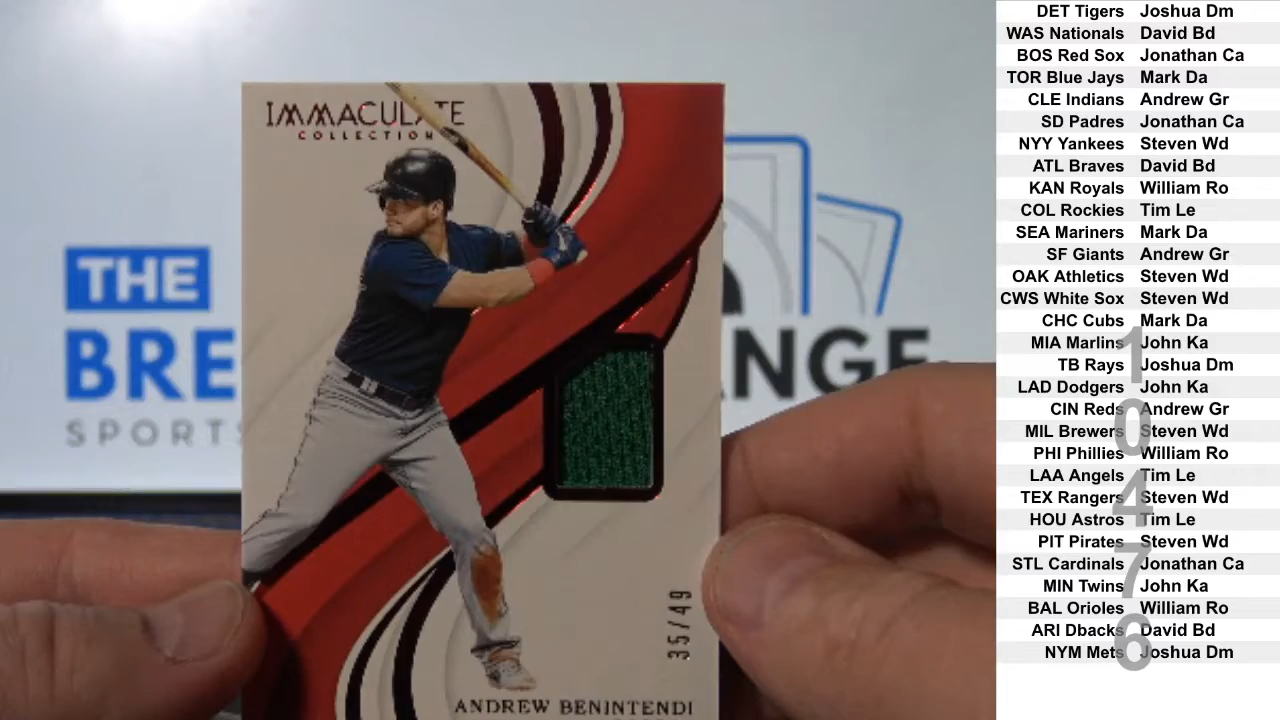 IMMACULATE
COLLECTION
THE
BRE
NGE
SPORTS
35/49
ANDREW BENINTENDI
DET Tigers Joshua Dm
WAS Nationals David Bd
BOS Red Sox Jonathan Ca
TOR Blue Jays Mark Da
CLE Indians Andrew Gr
SD Padres Jonathan Ca
NYY Yankees Steven Wd
ATL Braves David Bd
KAN Royals William Ro
COL Rockies Tim Le
SEA Mariners Mark Da
SF Giants Andrew Gr
OAK Athletics Steven Wd
CWS White Sox Steven Wd
CHC Cubs Mark Da
MIA Marlins John Ka
TB Rays Joshua Dm
LAD Dodgers John Ka
CIN Reds Andrew Gr
MIL Brewers Steven Wd
PHI Phillies William Ro
LAA Angels Tim Le
TEX Rangers Steven Wd
HOU Astros Tim Le
PIT Pirates Steven Wd
STL Cardinals Jonathan Ca
MIN Twins John Ka
BAL Orioles William Ro
ARI Dbacks David Bd
NYM Mets Joshua Dm
10476